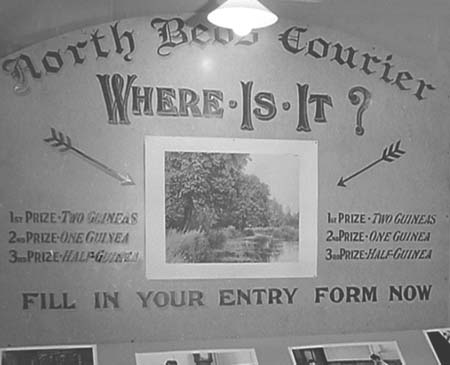 North Beds Courier
Where·Is·It?
1st Prize·Two Guineas
2nd Prize·One Guinea
3rd Prize·Half-Guinea
1st Prize·Two Guineas
2nd Prize·One Guinea
3rd Prize·Half-Guinea
FILL IN YOUR ENTRY FORM NOW